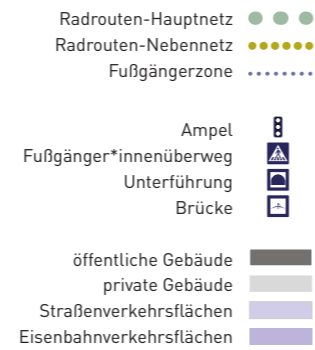 Radrouten-Hauptnetz
Radrouten-Nebennetz
Fußgängerzone
Ampel
Fußgänger*innenüberweg
Unterführung
Brücke
öffentliche Gebäude
private Gebäude
Straßenverkehrsflächen
Eisenbahnverkehrsflächen